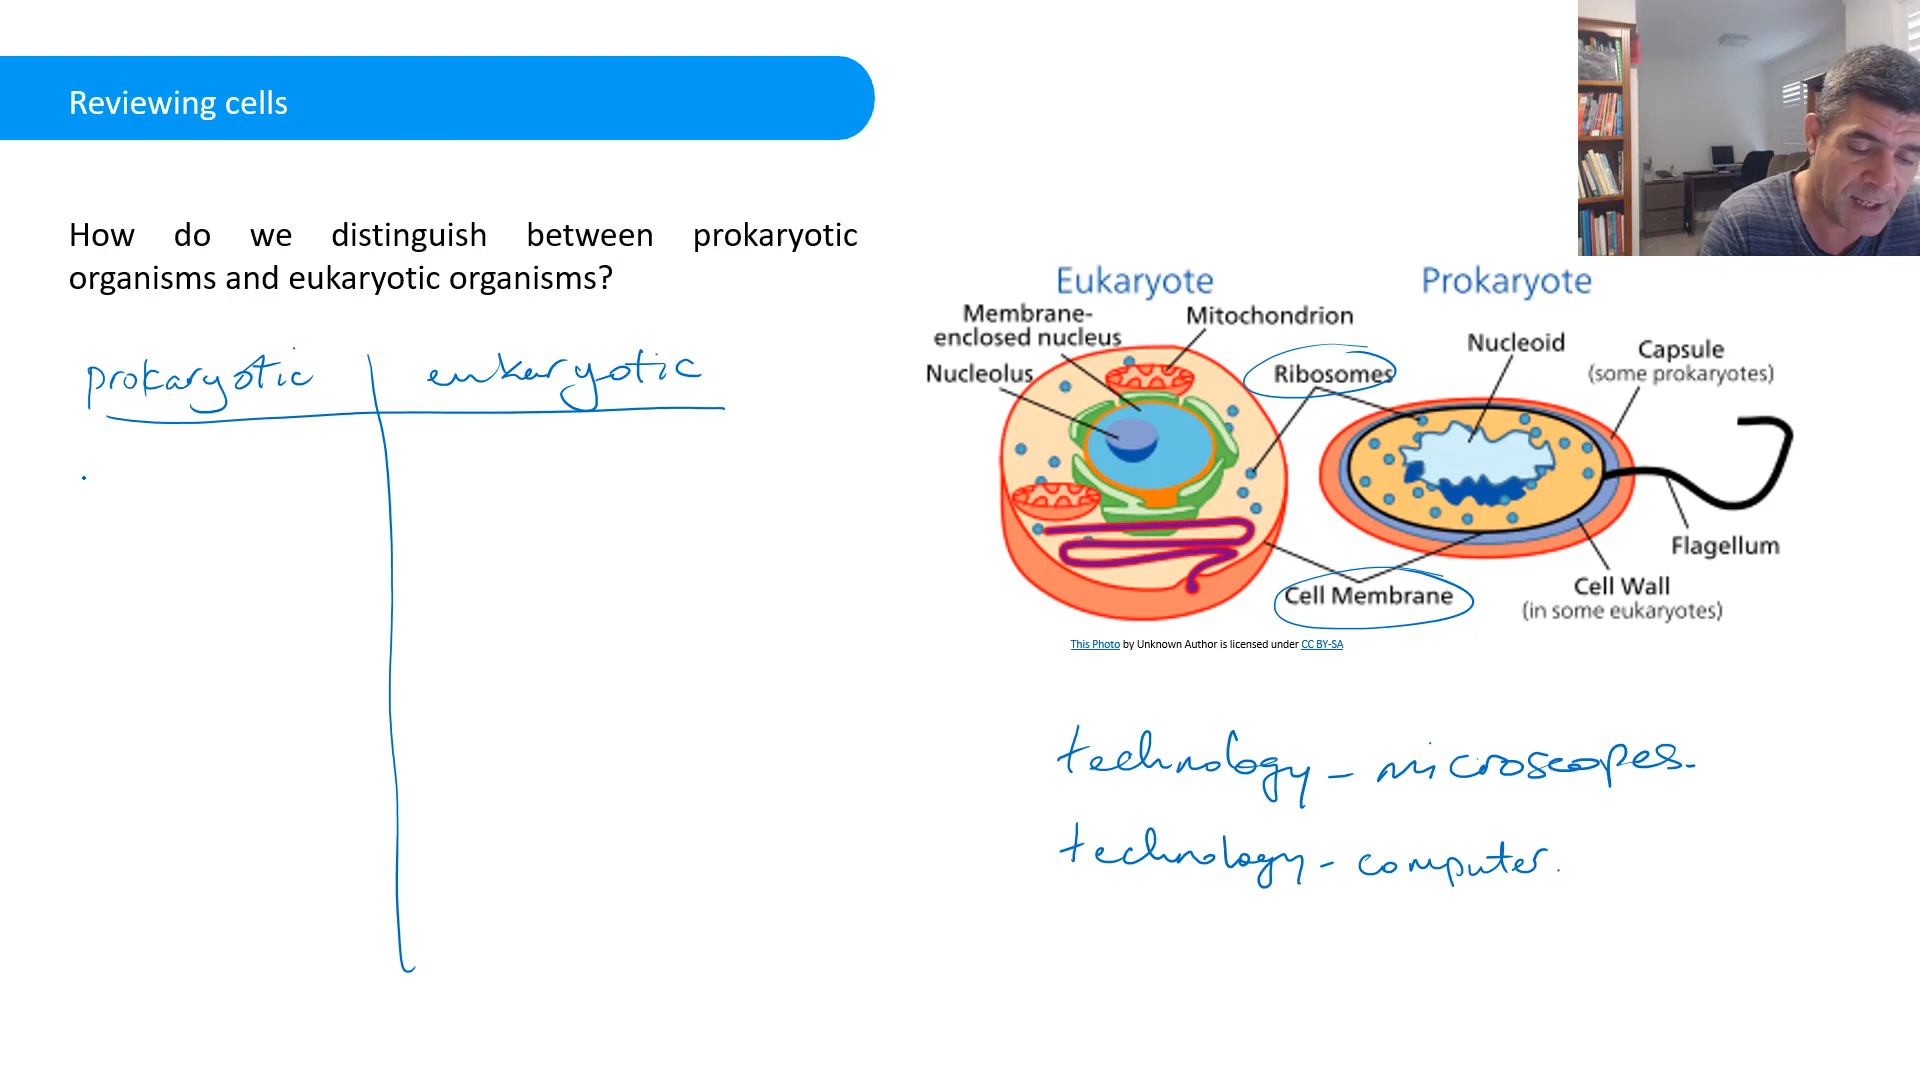 Reviewing cells
How do we distinguish between prokaryotic
organisms and eukaryotic organisms?
prokaryotic eukaryotic
Eukaryote
Prokaryote
Membrane-
enclosed nucleus
Mitochondrion
Nucleolus
Ribosomes
Nucleoid
Capsule
(some prokaryotes)
Flagellum
Cell Membrane
Cell Wall
(in some eukaryotes)
This Photo by Unknown Author is licensed under CC BY-SA
technology - microscopes.
technology - computer.